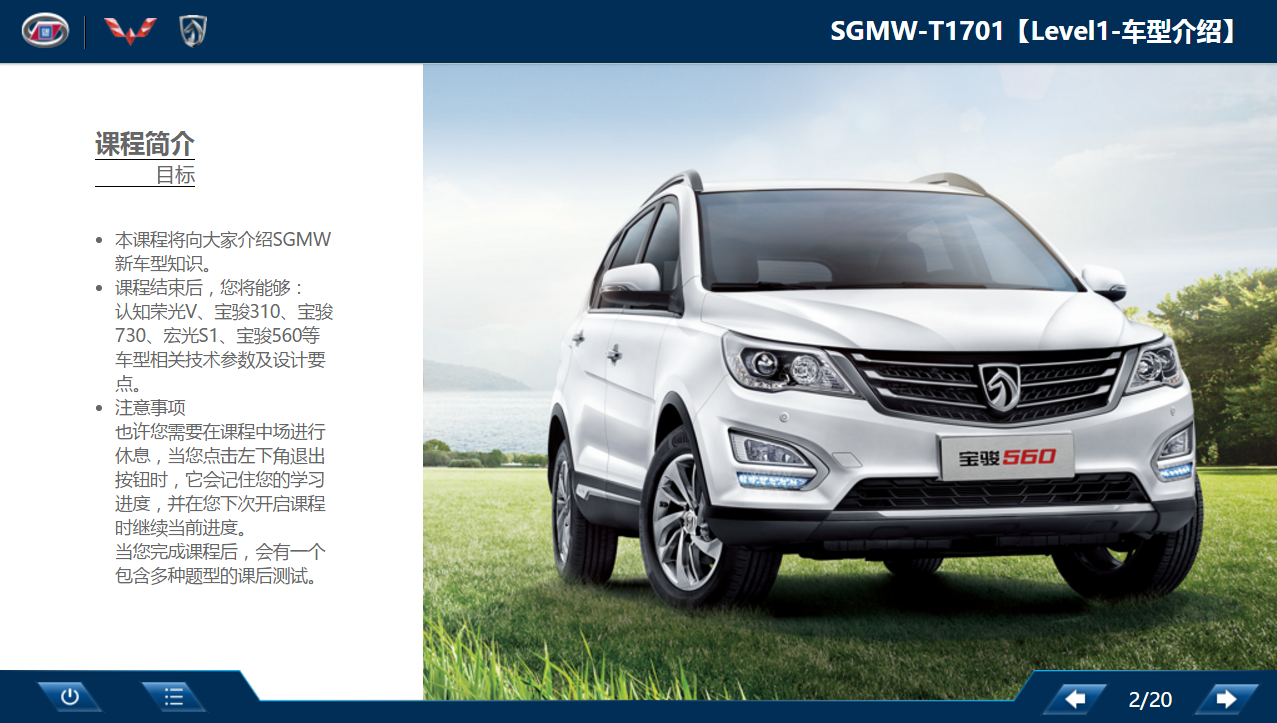 SGMW-T1701【Level1-车型介绍】
课程简介
目标
本课程将向大家介绍SGMW
新车型知识。
课程结束后，您将能够：
认知荣光V、宝骏310、宝骏
730、宏光S1、宝骏560等
车型相关技术参数及设计要
点。
注意事项
也许您需要在课程中场进行
休息，当您点击左下角退出
按钮时，它会记住您的学习
进度，并在您下次开启课程
时继续当前进度。
当您完成课程后，会有一个
包含多种题型的课后测试。
宝骏560
2/20